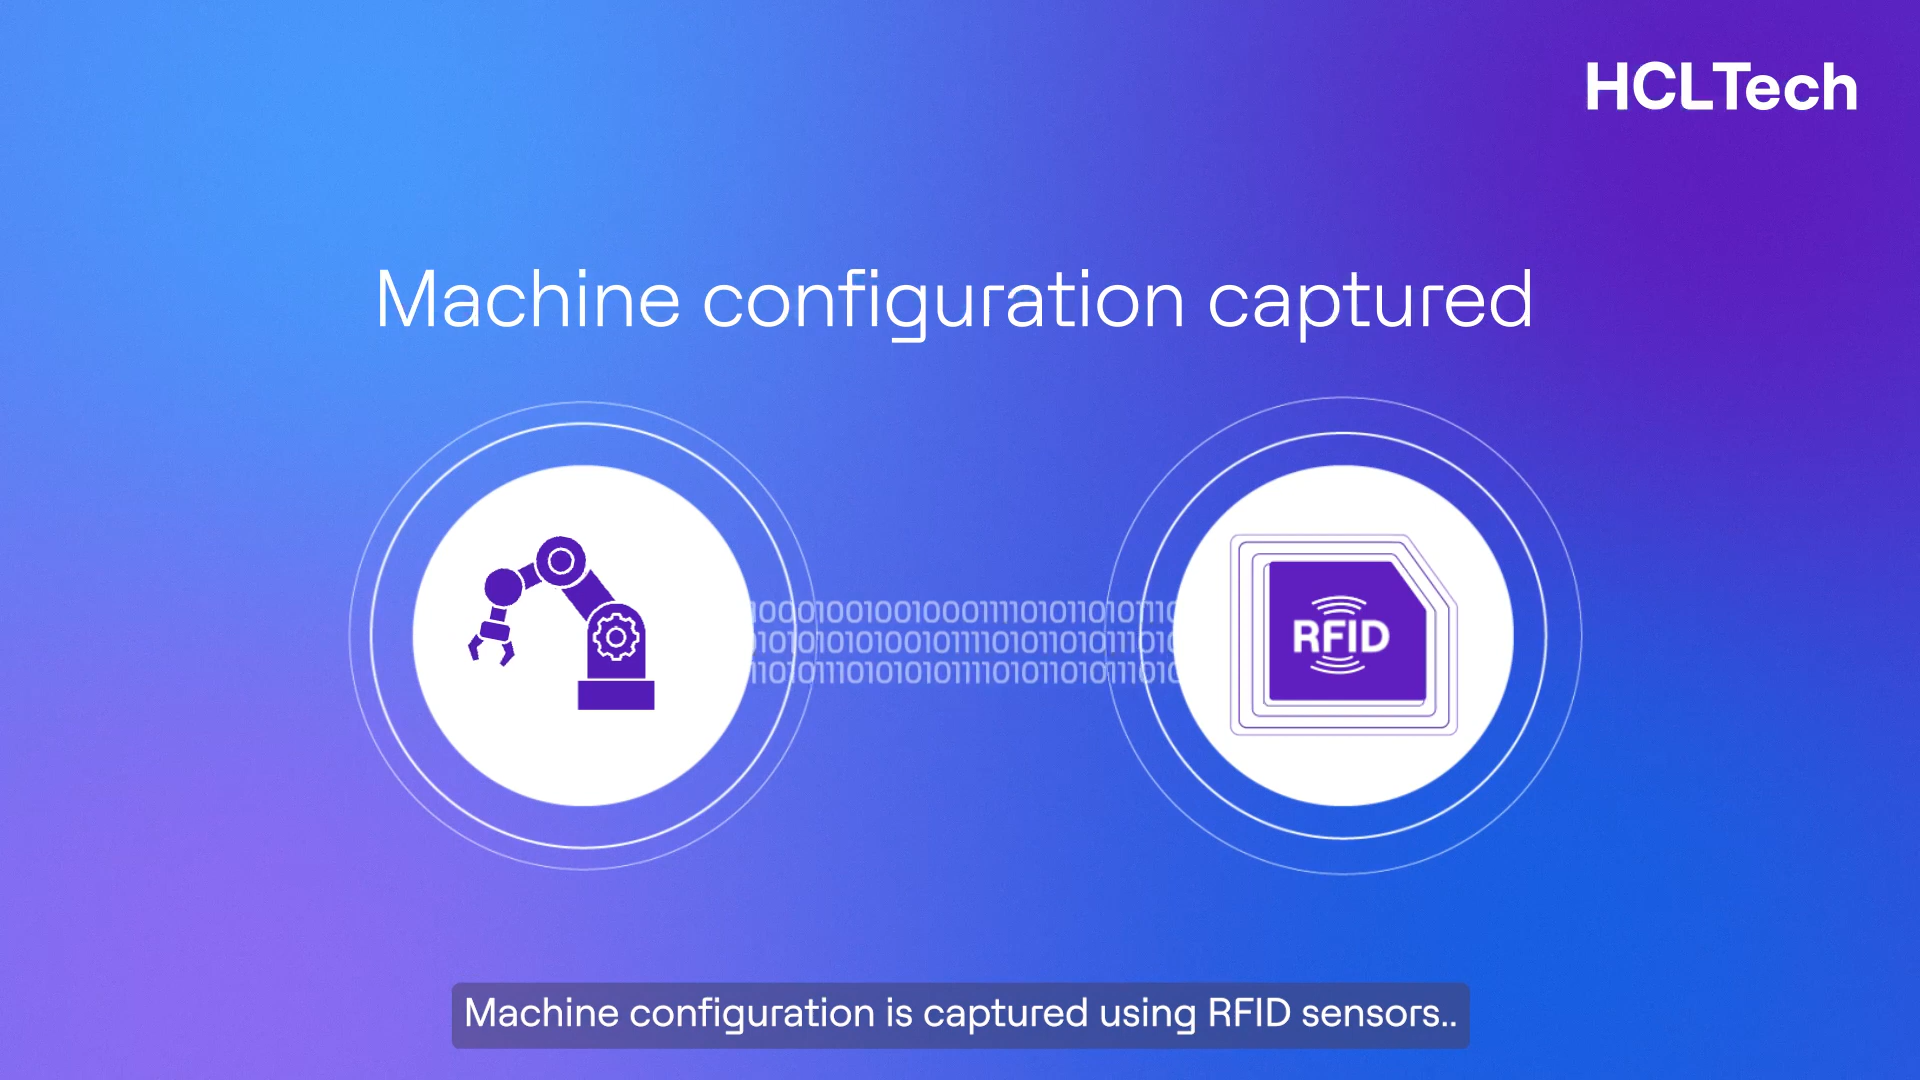 HCLTech
Machine configuration captured
RFID
Machine configuration is captured using RFID sensors..